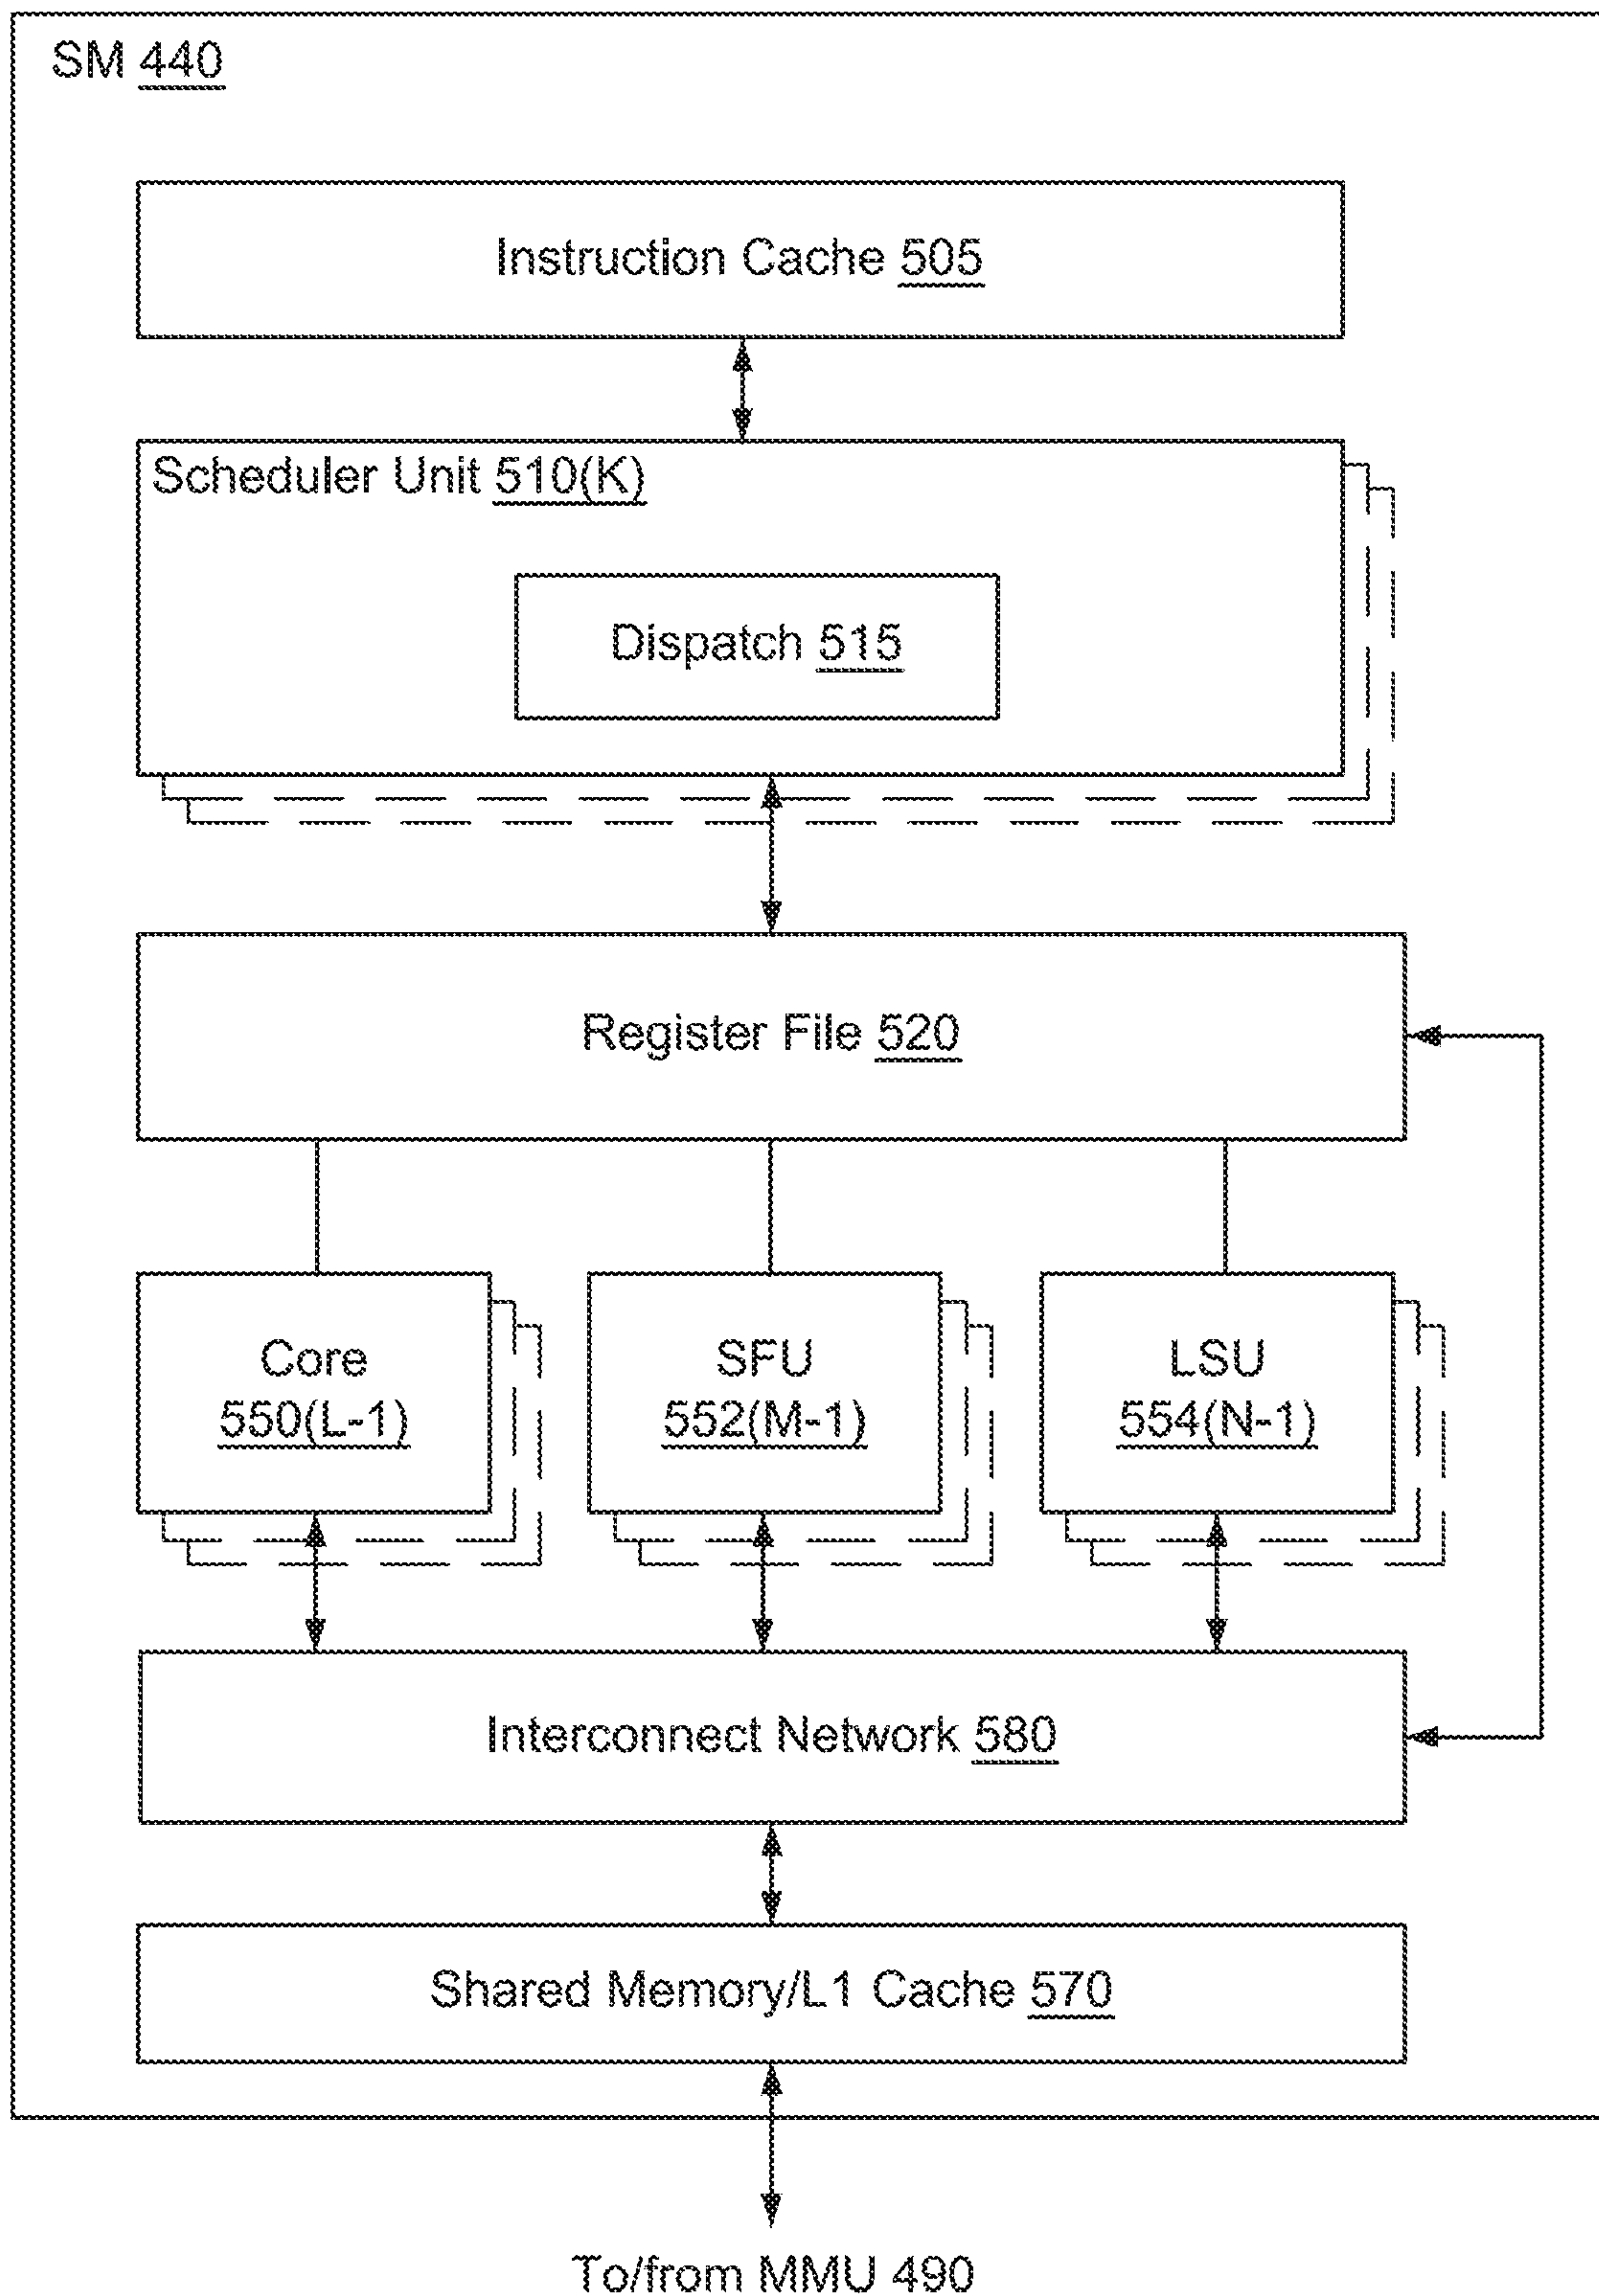 SM 440
Instruction Cache 505
Scheduler Unit 510(K)
Dispatch 515
Register File 520
Core
550(L-1)
SFU
552(M-1)
LSU
554(N-1)
Interconnect Network 580
Shared Memory/L1 Cache 570
To/from MMU 490